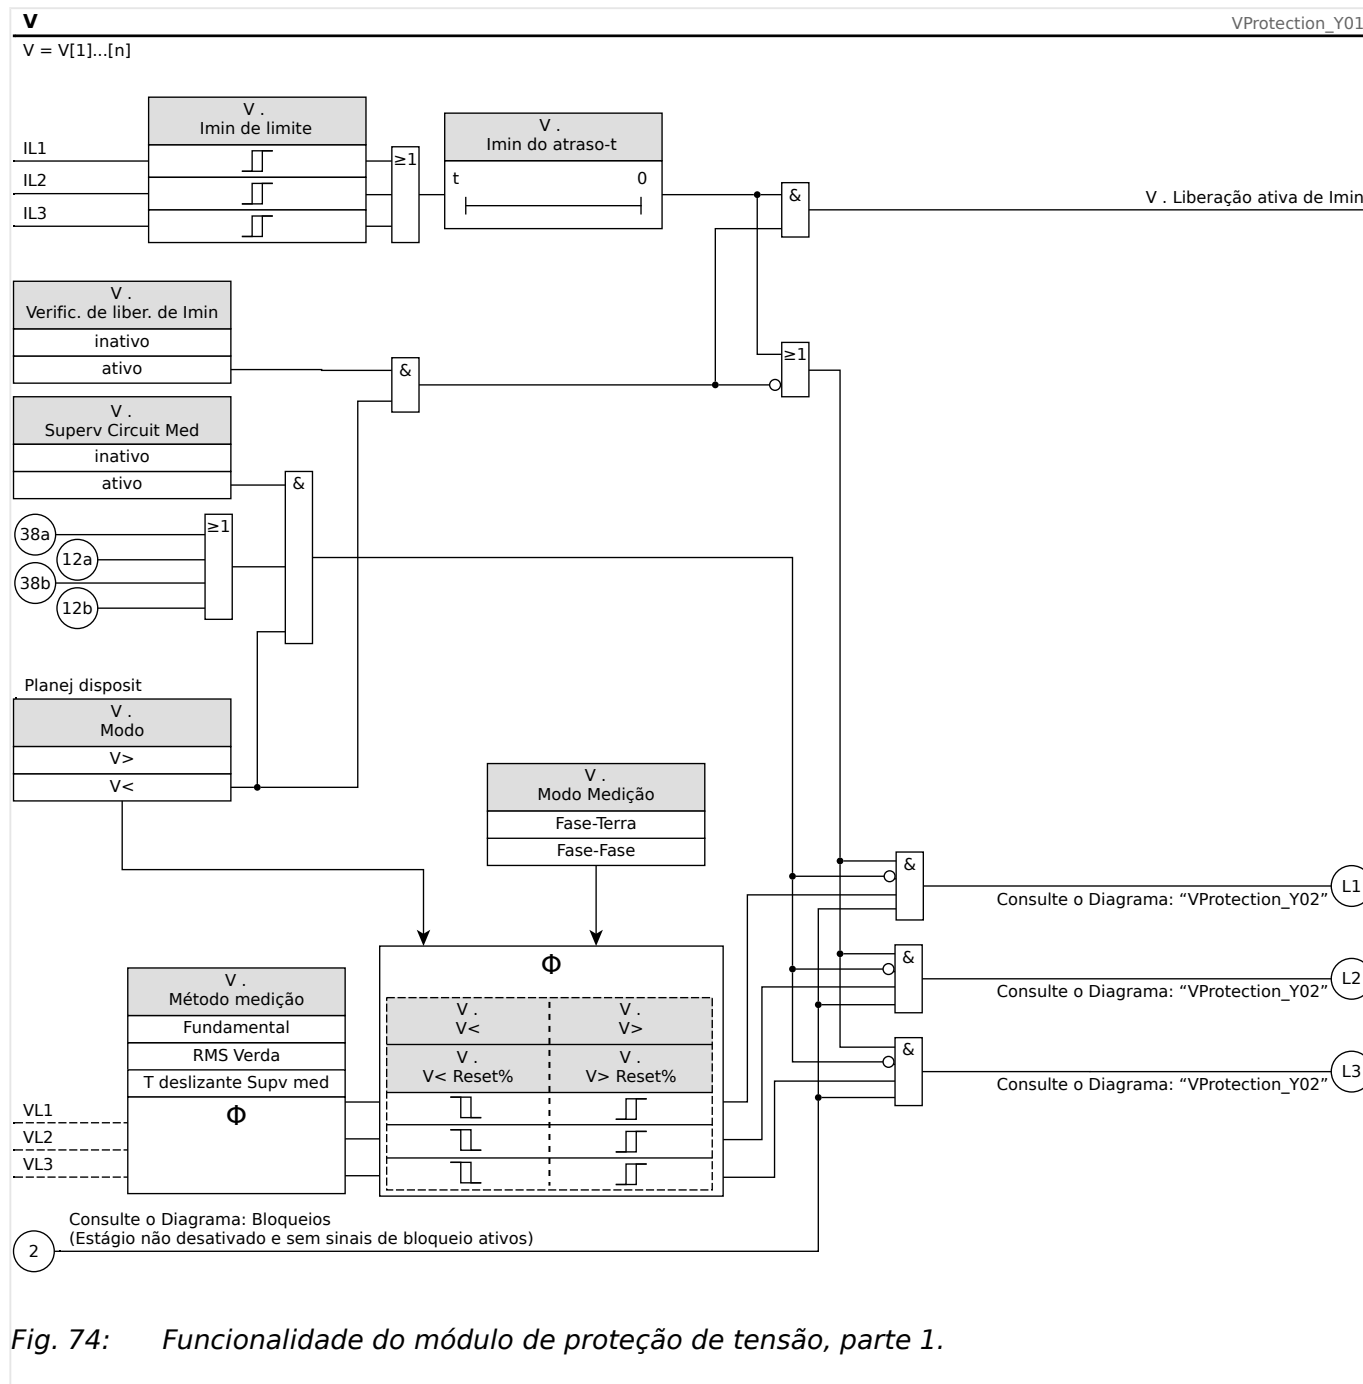 V
VProtection_Y01
V = V[1]...[n]
V .
Imin de limite
IL1
IL2
IL3
≥1
V .
Imin do atraso-t
t
0
&
V . Liberação ativa de Imin
V .
Verific. de liber. de Imin
inativo
ativo
&
≥1
V .
Superv Circuit Med
inativo
ativo
&
38a
12a
38b
12b
≥1
Planej disposit
V .
Modo
V>
V<
V .
Modo Medição
Fase-Terra
Fase-Fase
&
L1
Consulte o Diagrama: “VProtection_Y02”
&
L2
Consulte o Diagrama: “VProtection_Y02”
&
L3
Consulte o Diagrama: “VProtection_Y02”
V .
Método medição
Fundamental
RMS Verda
T deslizante Supv med
Φ
VL1
VL2
VL3
Φ
V .
V<
V .
V>
V .
V< Reset%
V .
V> Reset%
2
Consulte o Diagrama: Bloqueios
(Estágio não desativado e sem sinais de bloqueio ativos)
Fig. 74: Funcionalidade do módulo de proteção de tensão, parte 1.